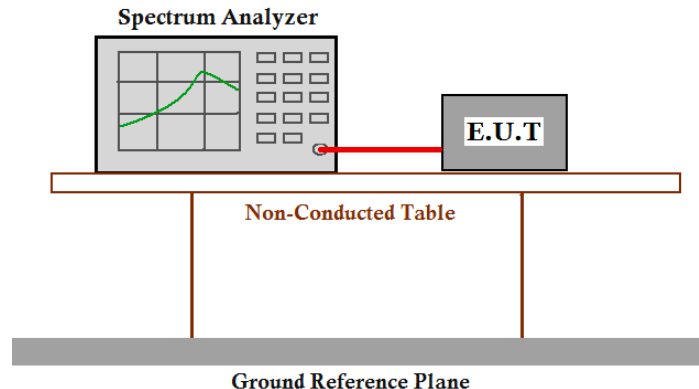 Spectrum Analyzer
E.U.T
Non-Conducted Table
Ground Reference Plane